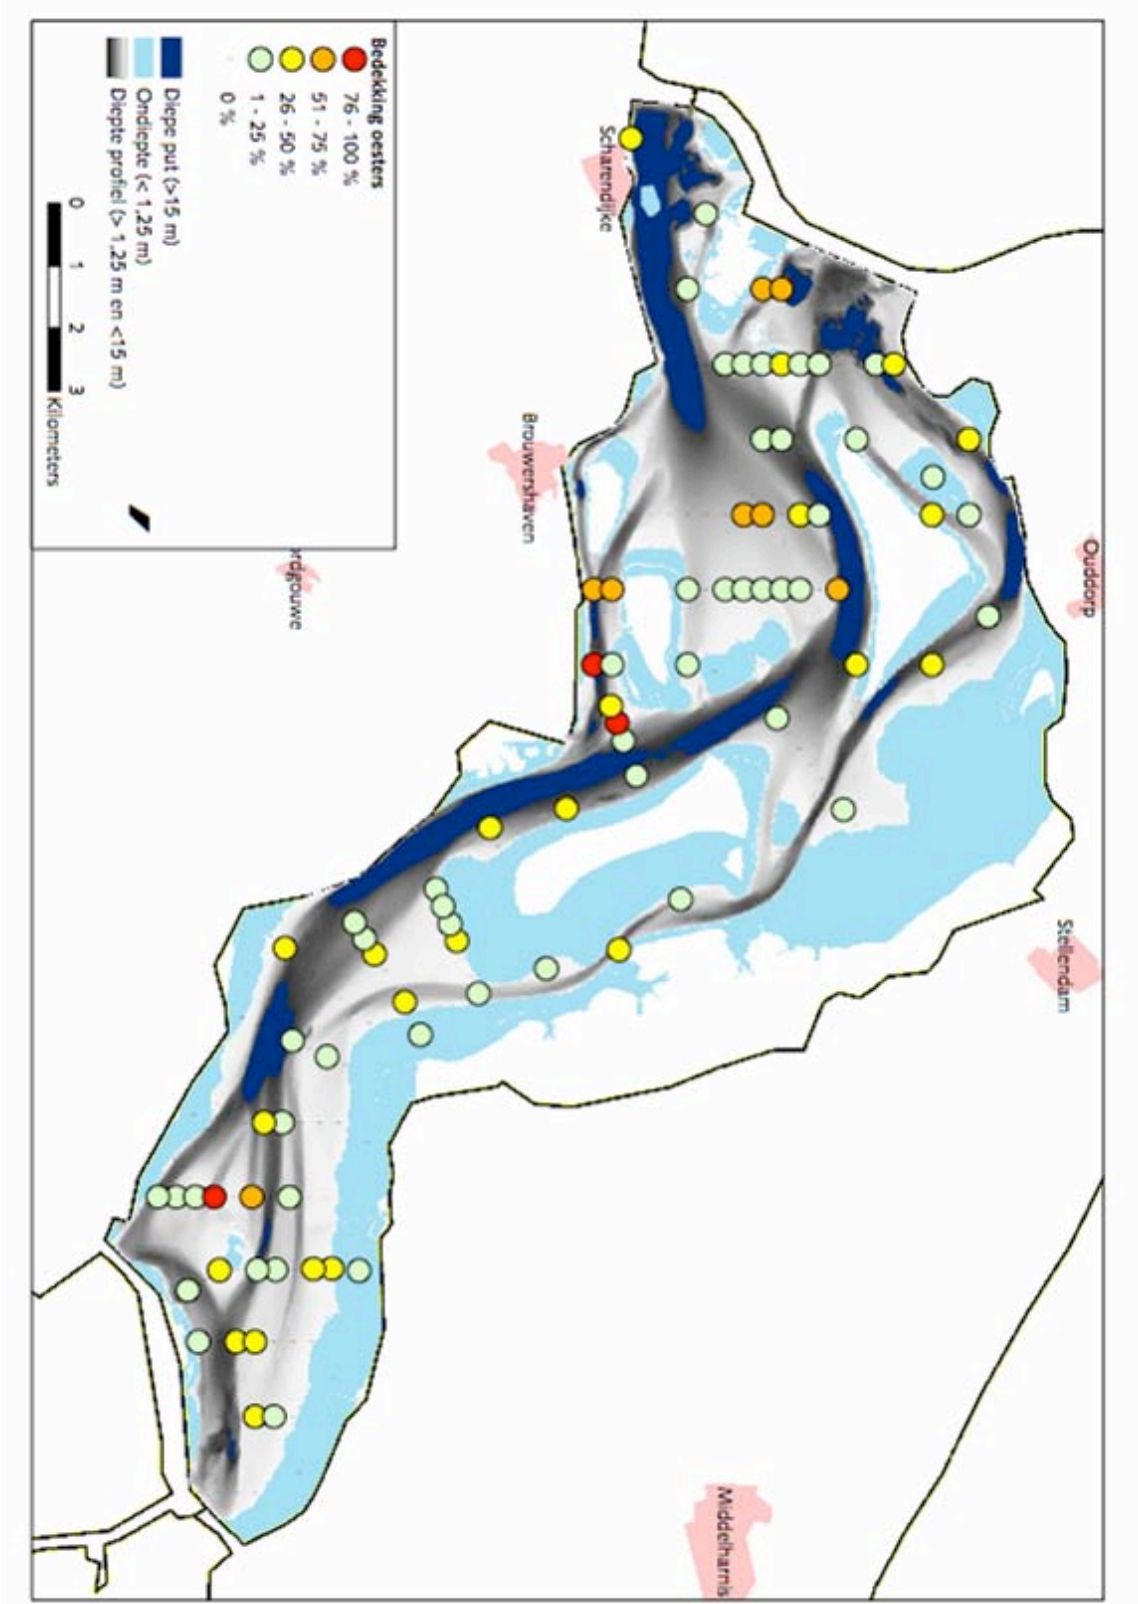 Bedekking oesters
76 - 100 %
51 - 75 %
26 - 50 %
1 - 25 %
0 %
Diepe put (>15 m)
Ondiepte (< 1,25 m)
Diepte profiel (> 1,25 m en <15 m)
0 1 2 3
Kilometers
Ouddorp
Stellendam
Middelharnis
Scharendijke
Brouwershaven
rdgouwe